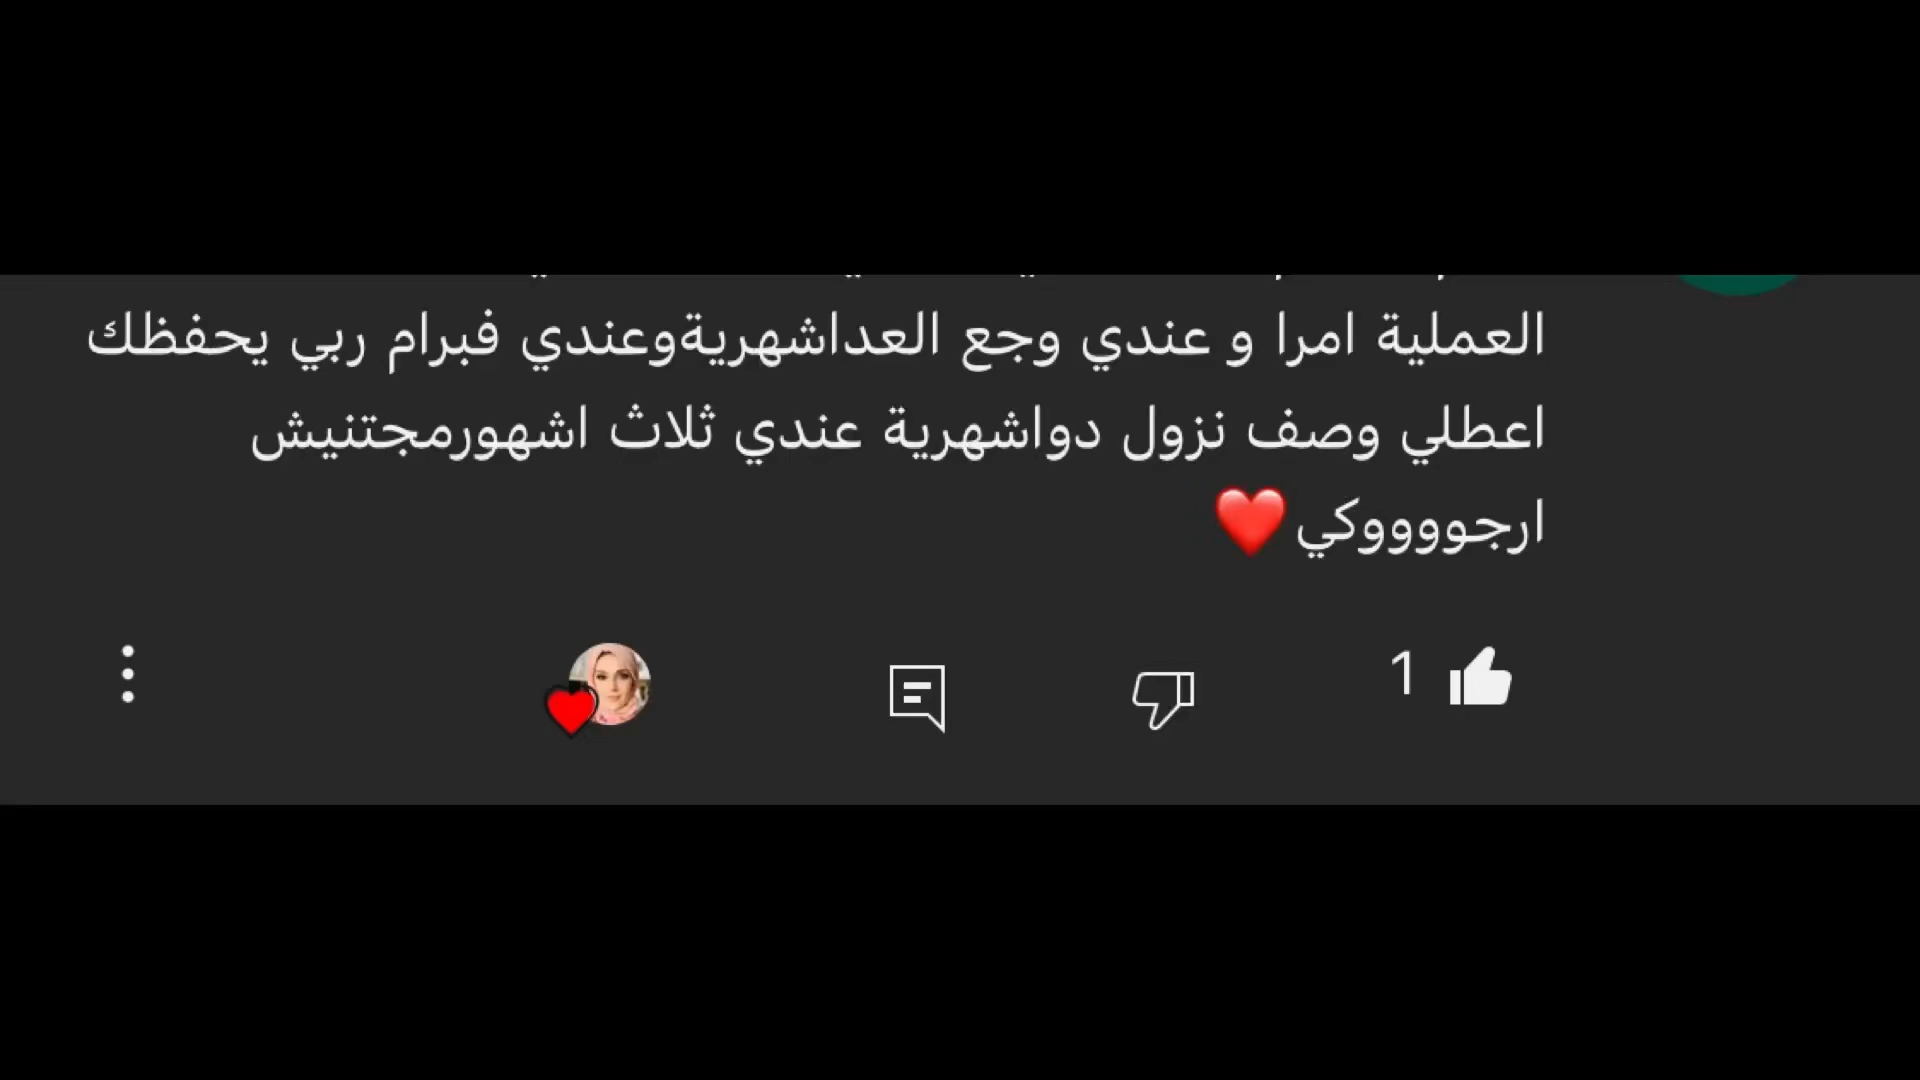 العملية امرا و عندي وجع العداشهريةوعندي فبرام ربي يحفظك
اعطلي وصف نزول دواشهرية عندي ثلاث اشهورمجتنيش
ارجووووكي❤️
1